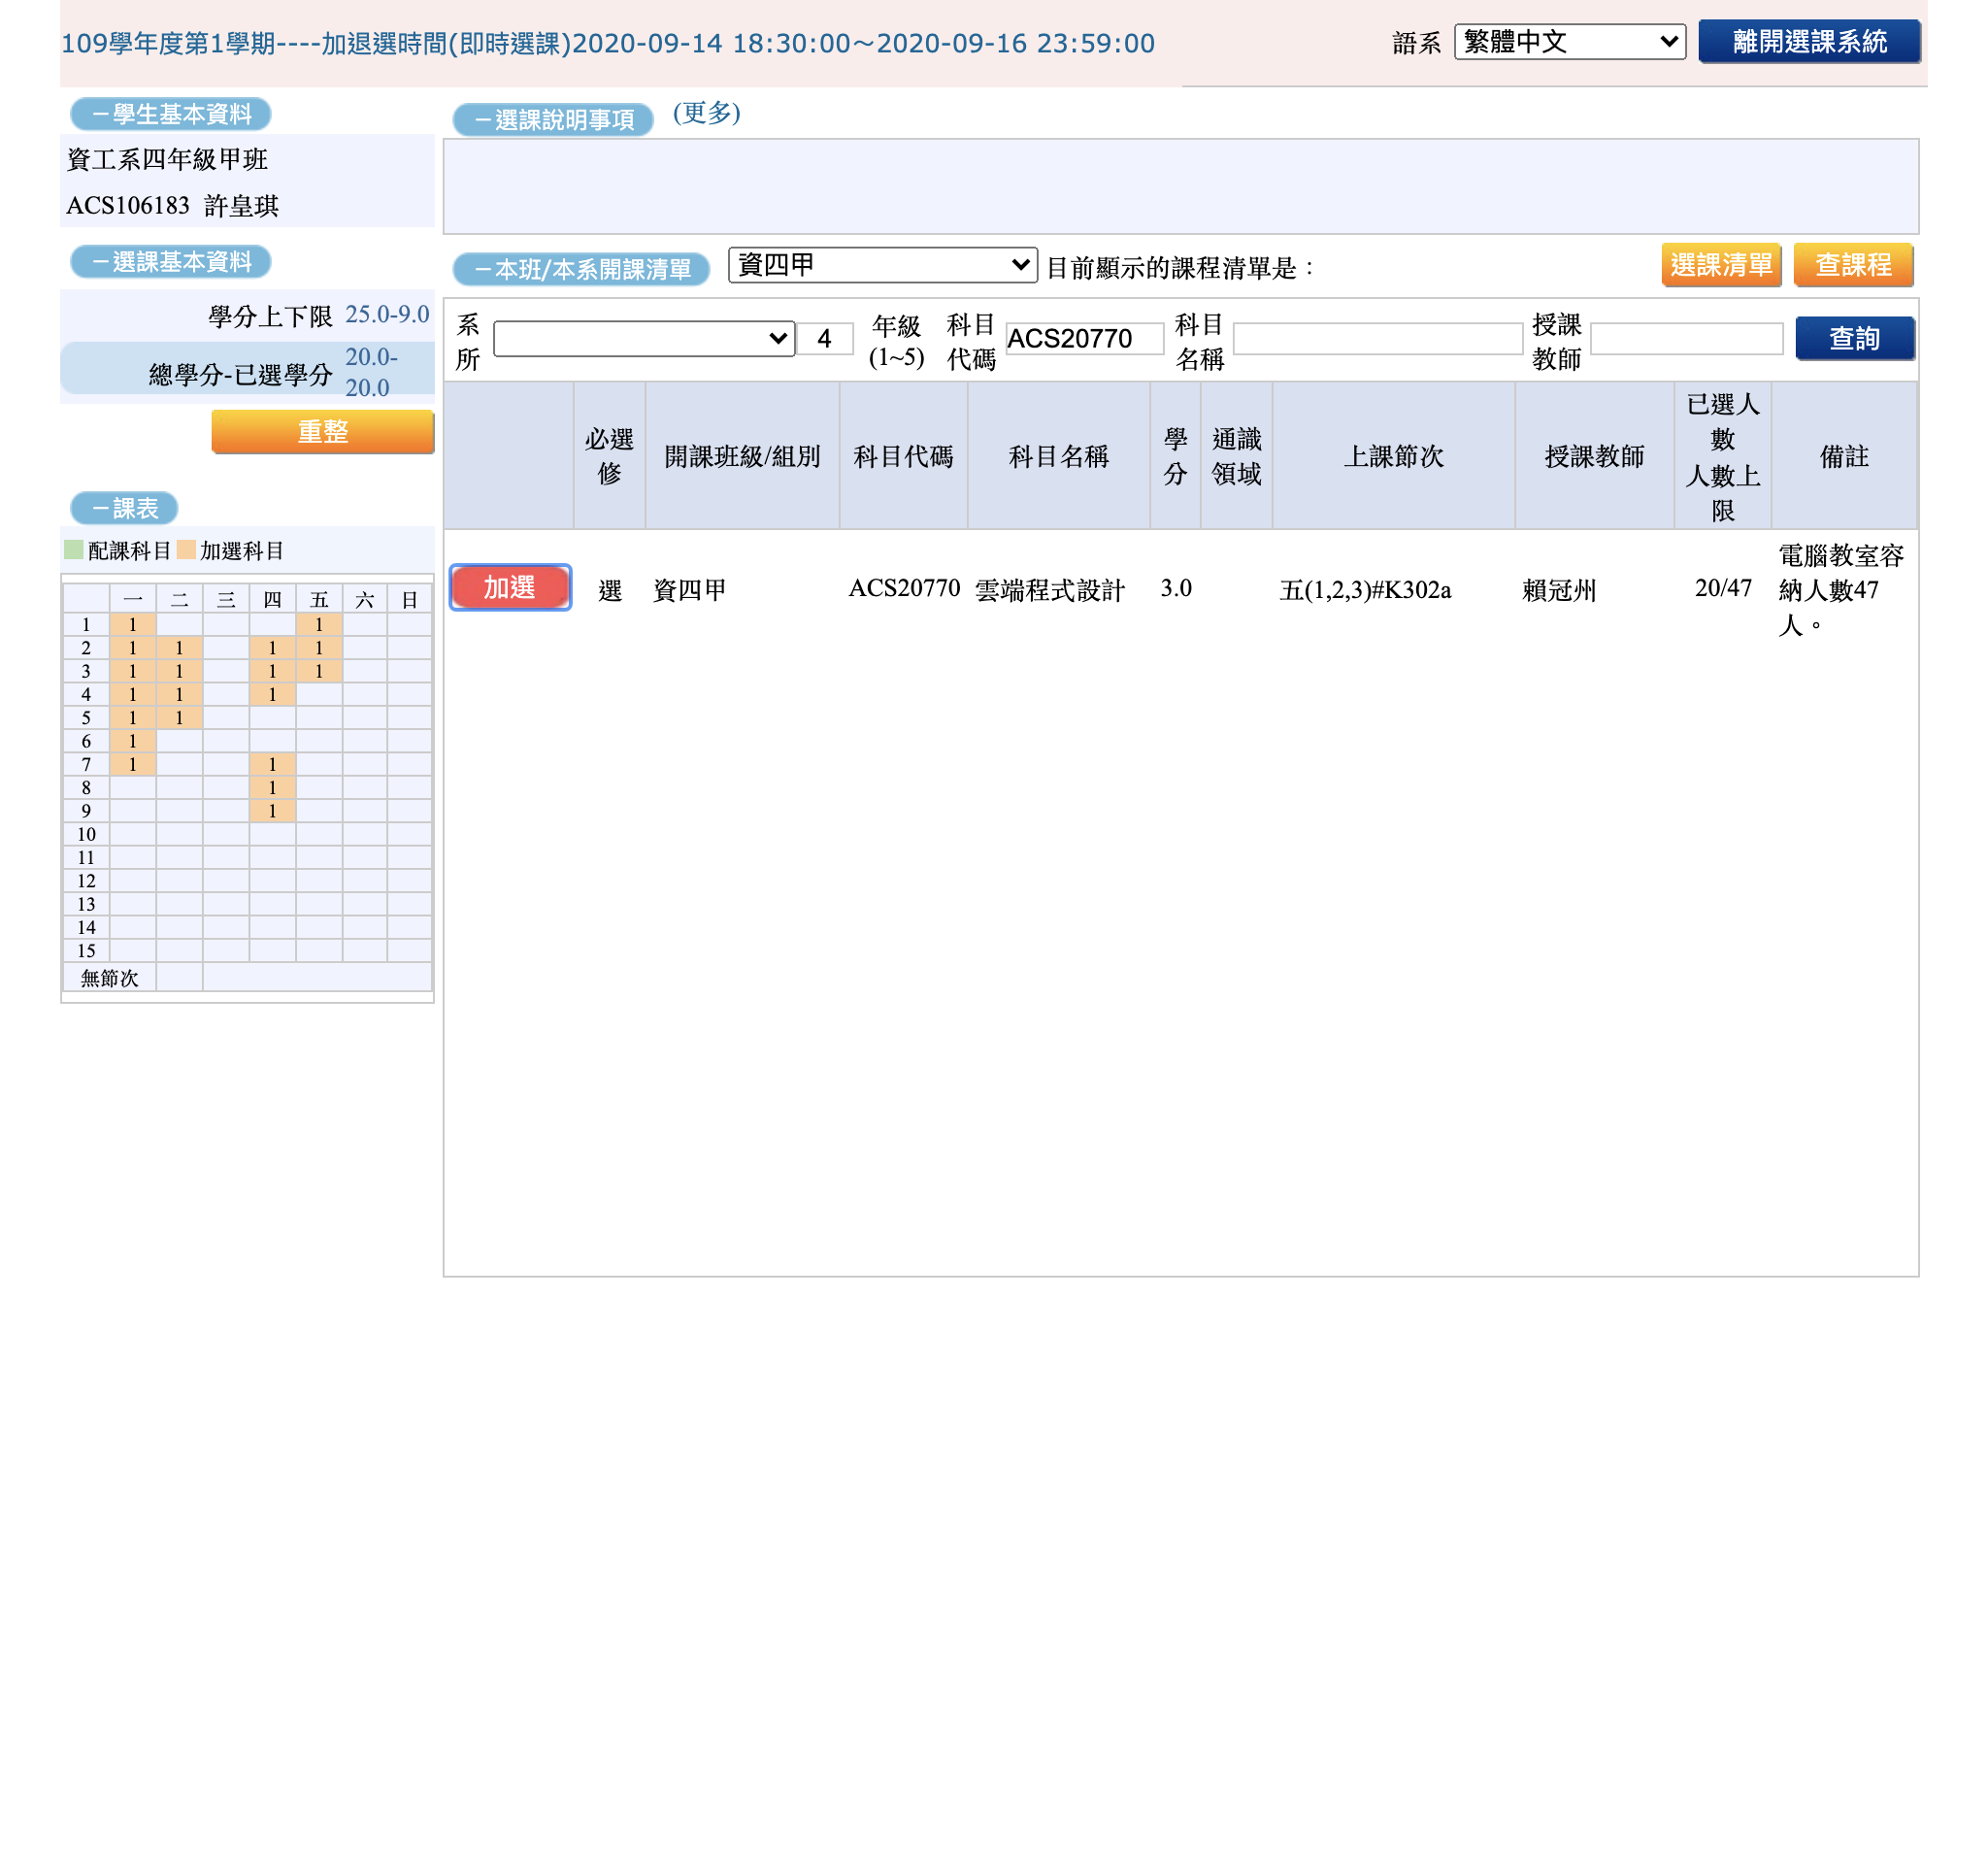 109學年度第1學期----加退選時間(即時選課)2020-09-14 18:30:00～2020-09-16 23:59:00
語系 繁體中文 離開選課系統
－學生基本資料
資工系四年級甲班
ACS106183 許皇琪
－選課基本資料
學分上下限 25.0-9.0
總學分-已選學分 20.0-
20.0
重整
－課表
配課科目 加選科目
一 二 三 四 五 六 日
1 1 1
2 1 1 1 1
3 1 1 1 1
4 1 1 1
5 1 1
6 1
7 1 1
8 1
9 1
10
11
12
13
14
15
無節次
－選課說明事項 (更多)
－本班/本系開課清單 資四甲 目前顯示的課程清單是： 選課清單 查課程
系
所
4 年級
(1~5)
科目
代碼
ACS20770
科目
名稱
授課
教師
查詢
必選
修
開課班級/組別
科目代碼
科目名稱
學
分
通識
領域
上課節次
授課教師
已選人
數
人數上
限
備註
加選 選 資四甲 ACS20770 雲端程式設計 3.0 五(1,2,3)#K302a 賴冠州 20/47
電腦教室容
納人數47
人。